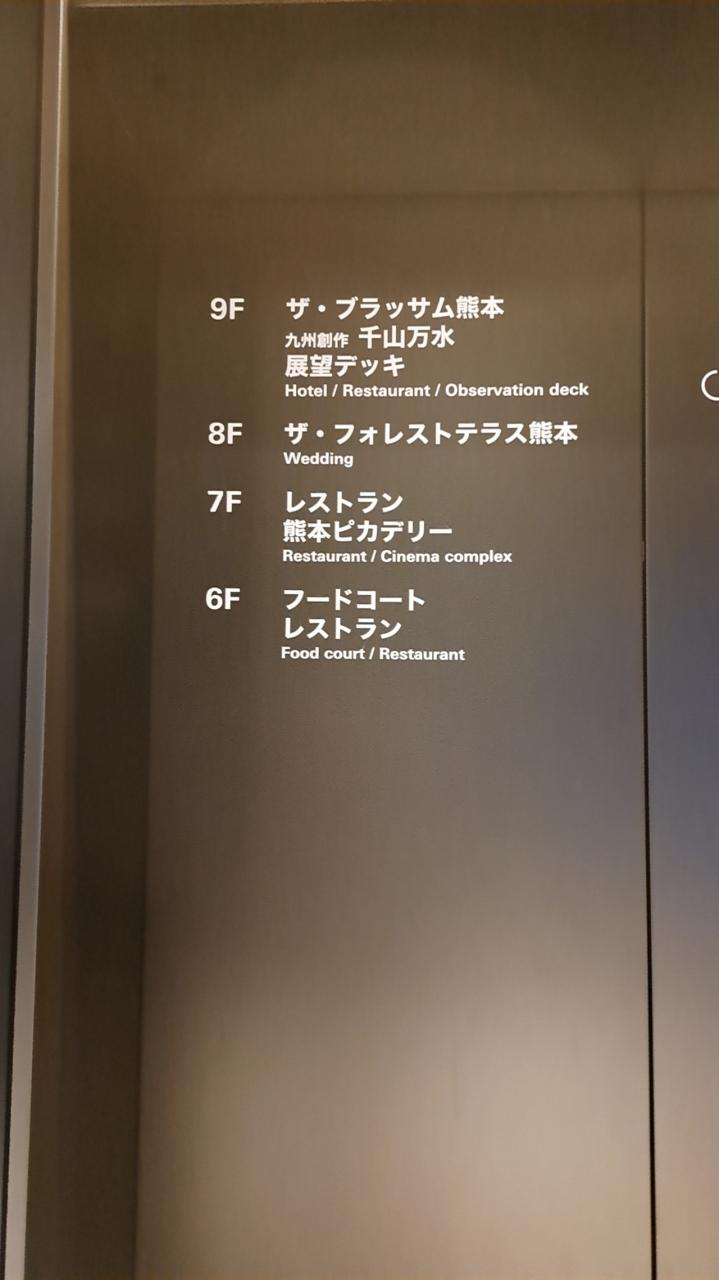 9F ザ・ブラッサム熊本
九州創作 千山万水
展望デッキ
Hotel / Restaurant / Observation deck
8F ザ・フォレストテラス熊本
Wedding
7F レストラン
熊本ピカデリー
Restaurant / Cinema complex
6F フードコート
レストラン
Food court / Restaurant